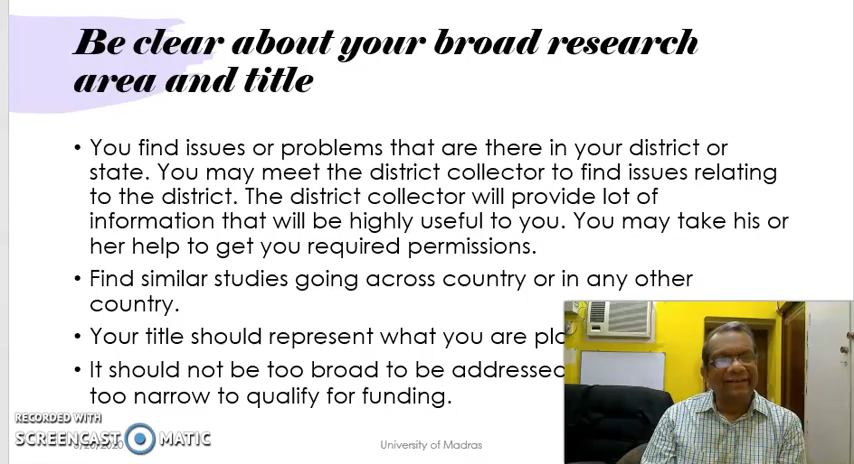 Be clear about your broad research
area and title
• You find issues or problems that are there in your district or
state. You may meet the district collector to find issues relating
to the district. The district collector will provide lot of
information that will be highly useful to you. You may take his or
her help to get you required permissions.
• Find similar studies going across country or in any other
country.
• Your title should represent what you are
• It should not be too broad to be addressed
too narrow to qualify for funding.
RECORDED WITH
SCREENCAST MATIC
University of Madras